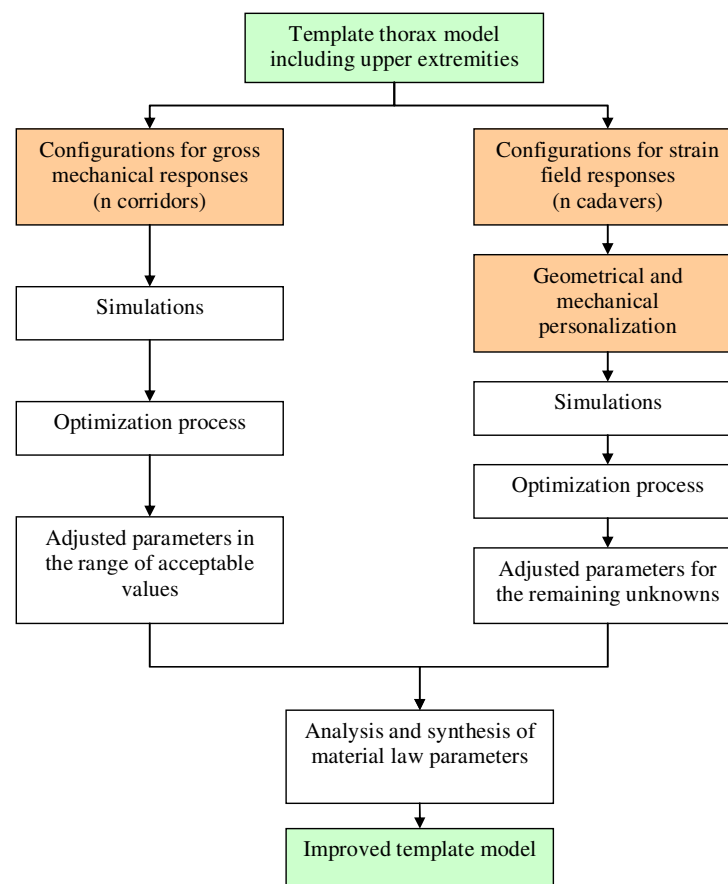 Template thorax model
including upper extremities
Configurations for gross
mechanical responses
(n corridors)
Simulations
Optimization process
Adjusted parameters in
the range of acceptable
values
Configurations for strain
field responses
(n cadavers)
Geometrical and
mechanical
personalization
Simulations
Optimization process
Adjusted parameters for
the remaining unknowns
Analysis and synthesis of
material law parameters
Improved template model